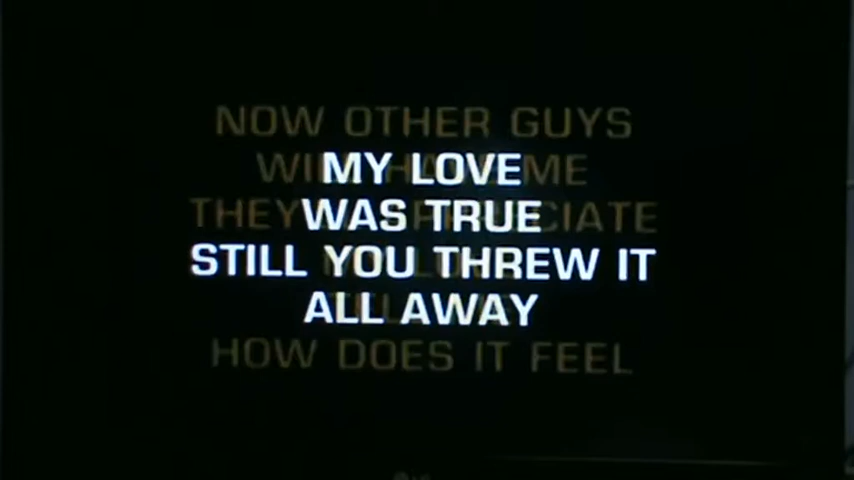 NOW OTHER GUYS
MY LOVE
WAS TRUE
STILL YOU THREW IT
ALL AWAY
HOW DOES IT FEEL